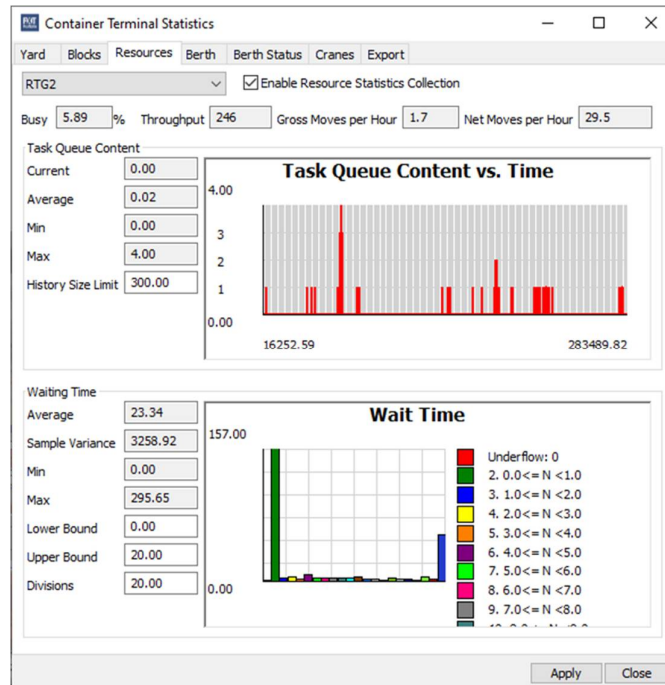 Container Terminal Statistics
Yard Blocks Resources Berth Berth Status Cranes Export
RTG2 Enable Resource Statistics Collection
Busy 5.89 % Throughput 246 Gross Moves per Hour 1.7 Net Moves per Hour 29.5
Task Queue Content
Current 0.00
Average 0.02
Min 0.00
Max 4.00
History Size Limit 300.00
Task Queue Content vs. Time
4.00
3
2
1
0.00
16252.59 283489.82
Waiting Time
Average 23.34
Sample Variance 3258.92
Min 0.00
Max 295.65
Lower Bound 0.00
Upper Bound 20.00
Divisions 20.00
Wait Time
157.00
0.00
Underflow: 0
2. 0.0<= N <1.0
3. 1.0<= N <2.0
4. 2.0<= N <3.0
5. 3.0<= N <4.0
6. 4.0<= N <5.0
7. 5.0<= N <6.0
8. 6.0<= N <7.0
9. 7.0<= N <8.0
Apply Close